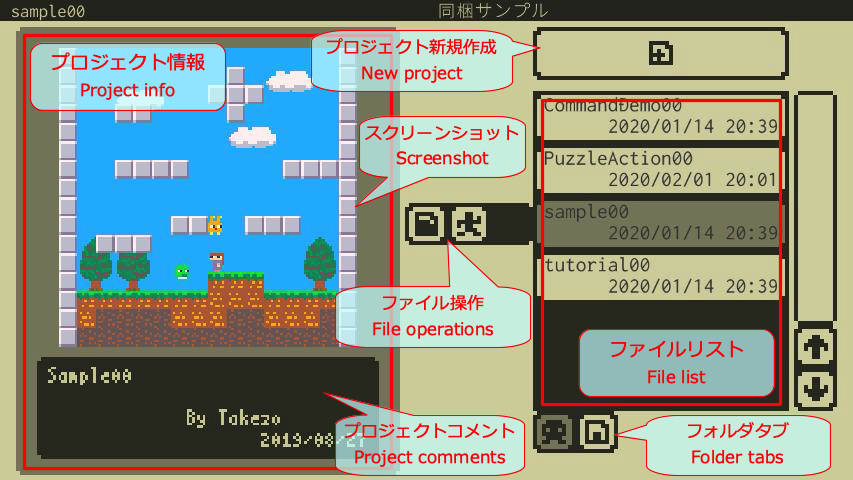 sample00
同梱サンプル
プロジェクト情報
Project info
プロジェクト新規作成
New project
スクリーンショット
Screenshot
CommandDemo00
2020/01/14 20:39
PuzzleAction00
2020/02/01 20:01
sample00
2020/01/14 20:39
tutorial00
2020/01/14 20:39
ファイル操作
File operations
ファイルリスト
File list
Sample00
By Takezo
2019/08/27
プロジェクトコメント
Project comments
フォルダタブ
Folder tabs